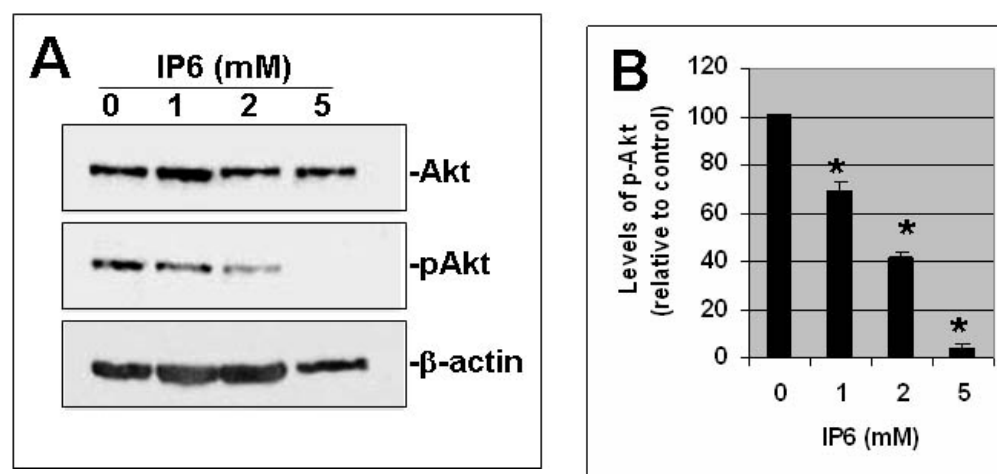 A
IP6 (mM)
0 1 2 5
-Akt
-pAkt
-β-actin
B
Levels of p-Akt
(relative to control)
120
100
80
60
40
20
0
*
*
*
0 1 2 5
IP6 (mM)